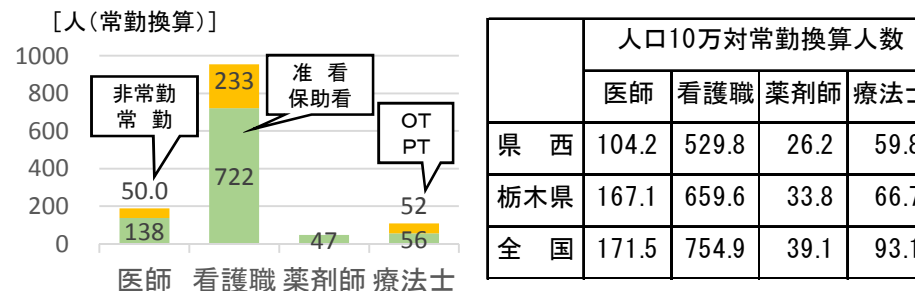 [人(常勤換算)]
1000
800
600
400
200
0
非常勤
常 勤
准 看
保助看
OT
PT
50.0
138
233
722
47
52
56
医師 看護職 薬剤師 療法士
人口10万対常勤換算人数
医師 看護職 薬剤師 療法士
県 西 104.2 529.8 26.2 59.8
栃木県 167.1 659.6 33.8 66.7
全 国 171.5 754.9 39.1 93.1